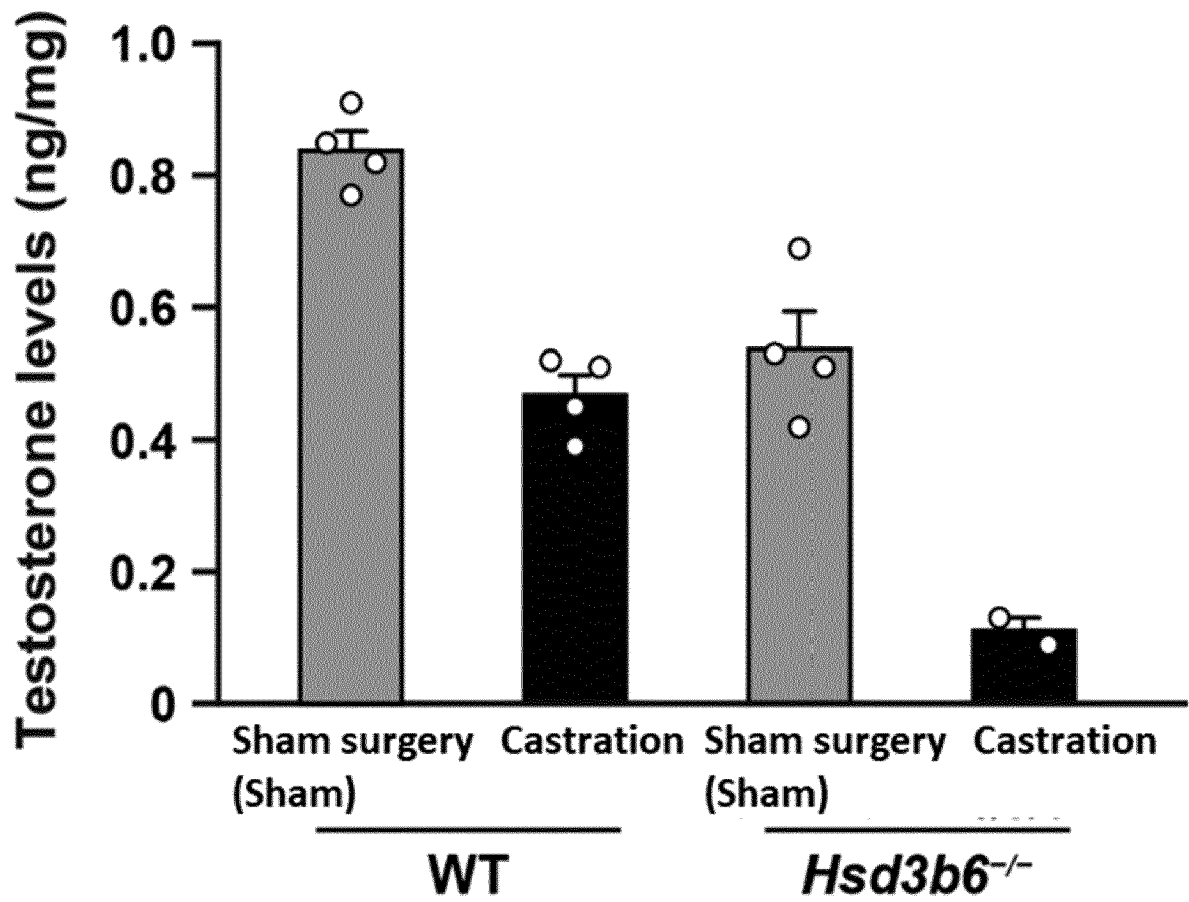 Testosterone levels (ng/mg)
1.0
0.8
0.6
0.4
0.2
0
Sham surgery
(Sham)
Castration
Sham surgery
(Sham)
Castration
WT
Hsd3b6⁻/⁻